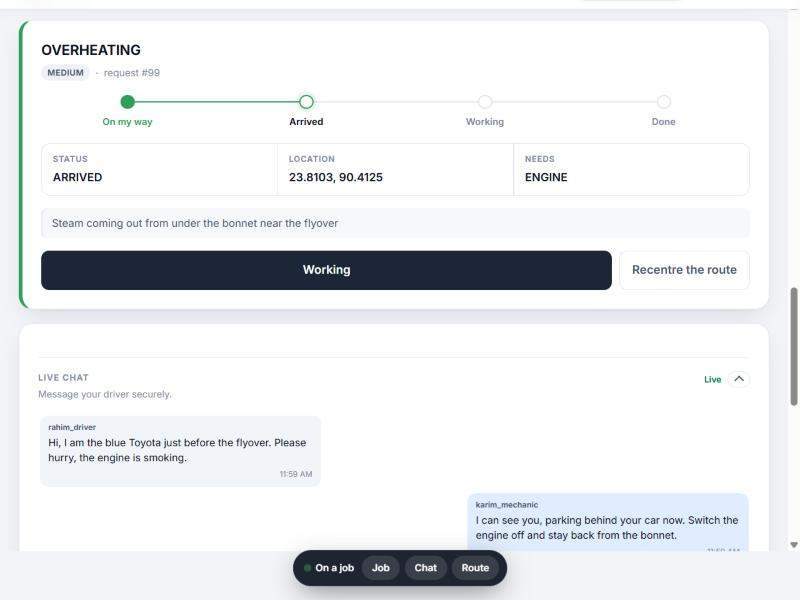 OVERHEATING
MEDIUM · request #99
On my way
Arrived
Working
Done
STATUS
ARRIVED
LOCATION
23.8103, 90.4125
NEEDS
ENGINE
Steam coming out from under the bonnet near the flyover
Working
Recentre the route
LIVE CHAT
Message your driver securely.
Live
rahim_driver
Hi, I am the blue Toyota just before the flyover. Please
hurry, the engine is smoking.
11:59 AM
karim_mechanic
I can see you, parking behind your car now. Switch the
engine off and stay back from the bonnet.
On a job
Job
Chat
Route